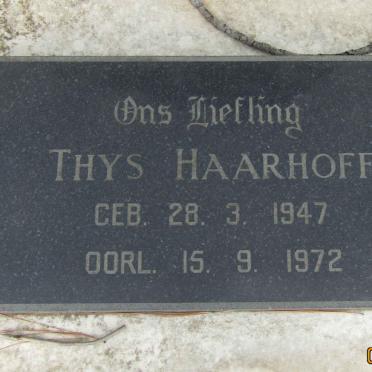 Ons Liefling
THYS HAARHOFF
GEB. 28. 3. 1947
OORL. 15. 9. 1972